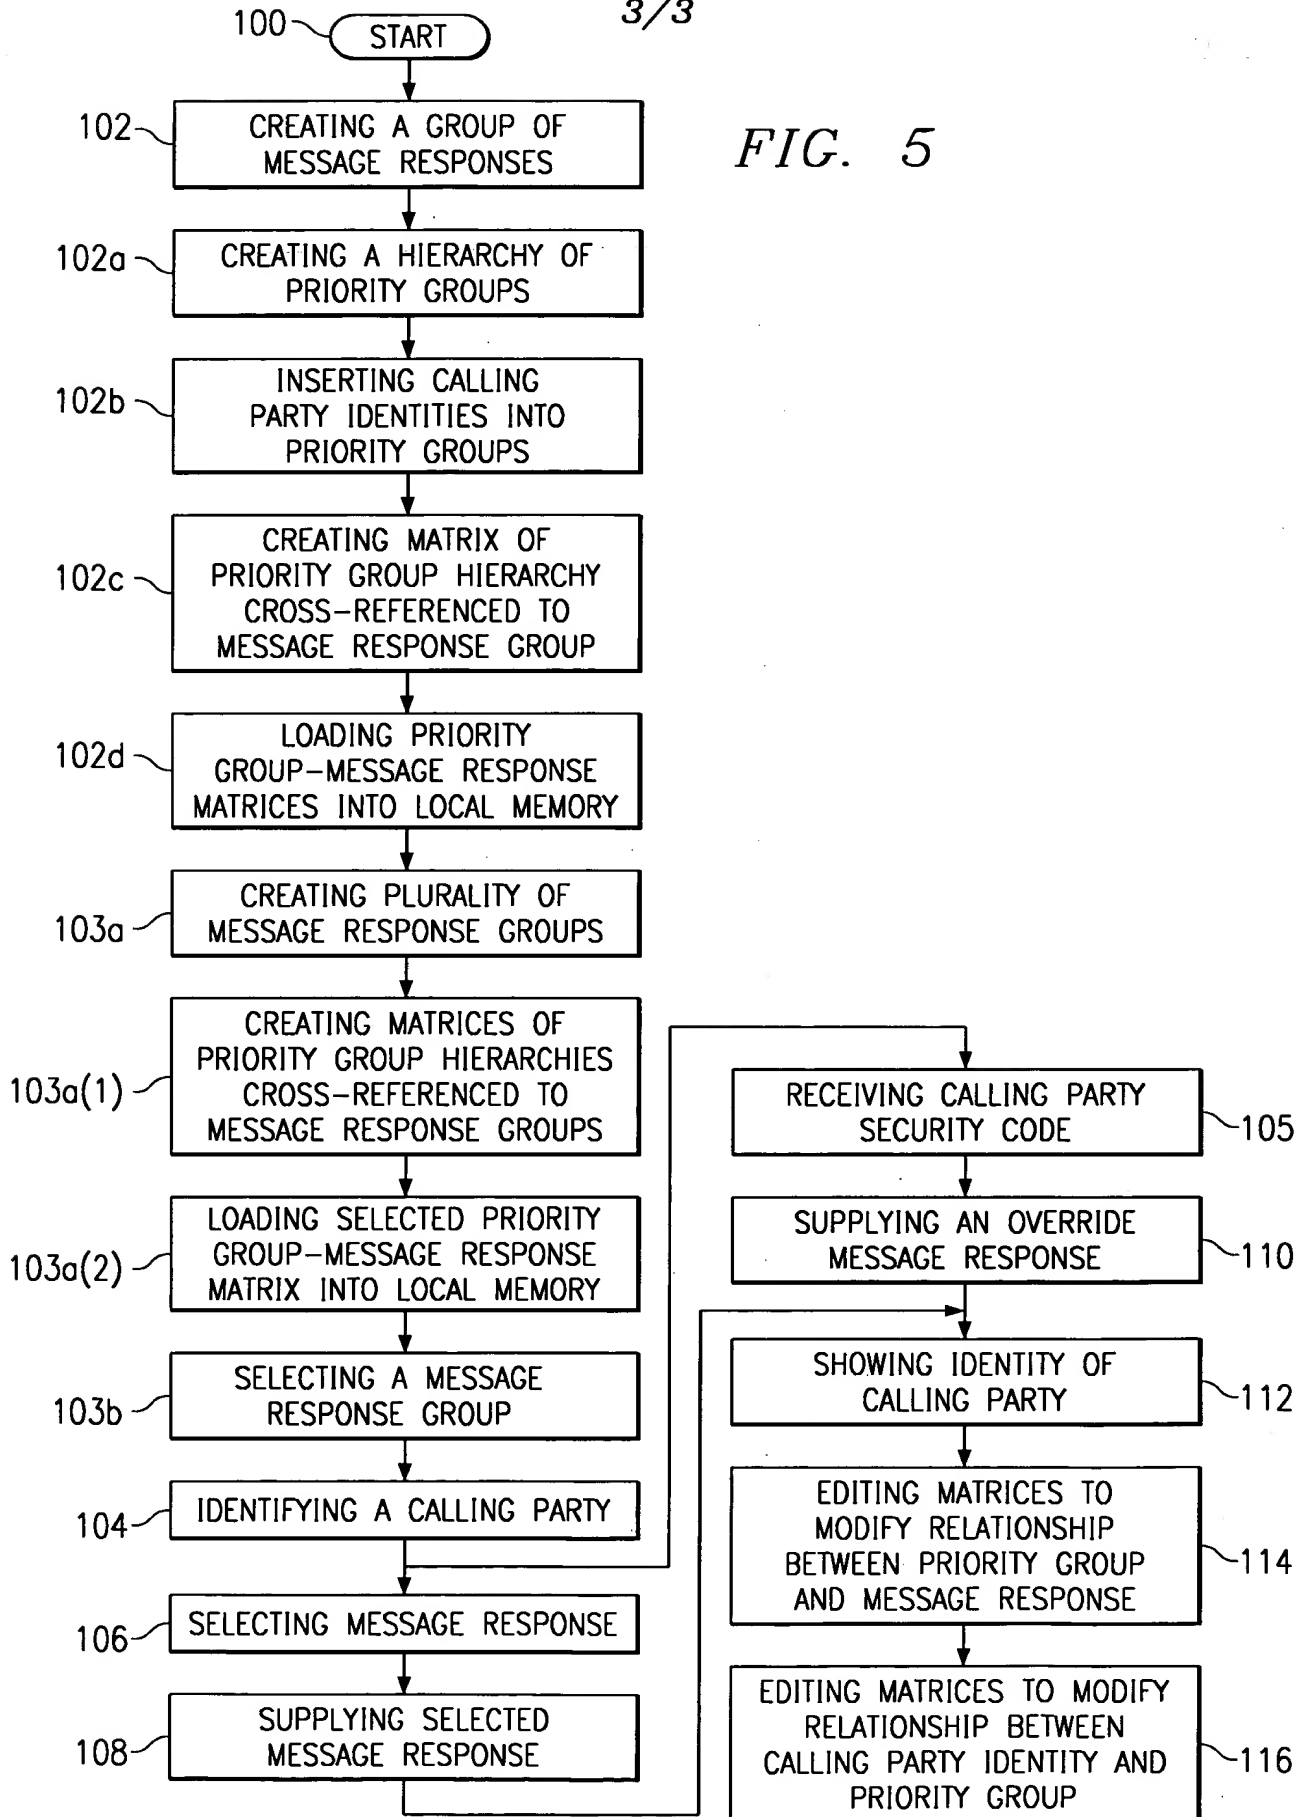 3/3
100
START
FIG. 5
102
CREATING A GROUP OF
MESSAGE RESPONSES
102a
CREATING A HIERARCHY OF
PRIORITY GROUPS
102b
INSERTING CALLING
PARTY IDENTITIES INTO
PRIORITY GROUPS
102c
CREATING MATRIX OF
PRIORITY GROUP HIERARCHY
CROSS-REFERENCED TO
MESSAGE RESPONSE GROUP
102d
LOADING PRIORITY
GROUP-MESSAGE RESPONSE
MATRICES INTO LOCAL MEMORY
103a
CREATING PLURALITY OF
MESSAGE RESPONSE GROUPS
103a(1)
CREATING MATRICES OF
PRIORITY GROUP HIERARCHIES
CROSS-REFERENCED TO
MESSAGE RESPONSE GROUPS
103a(2)
LOADING SELECTED PRIORITY
GROUP-MESSAGE RESPONSE
MATRIX INTO LOCAL MEMORY
103b
SELECTING A MESSAGE
RESPONSE GROUP
104
IDENTIFYING A CALLING PARTY
106
SELECTING MESSAGE RESPONSE
108
SUPPLYING SELECTED
MESSAGE RESPONSE
RECEIVING CALLING PARTY
SECURITY CODE
105
SUPPLYING AN OVERRIDE
MESSAGE RESPONSE
110
SHOWING IDENTITY OF
CALLING PARTY
112
EDITING MATRICES TO
MODIFY RELATIONSHIP
BETWEEN PRIORITY GROUP
AND MESSAGE RESPONSE
114
EDITING MATRICES TO MODIFY
RELATIONSHIP BETWEEN
CALLING PARTY IDENTITY AND
PRIORITY GROUP
116